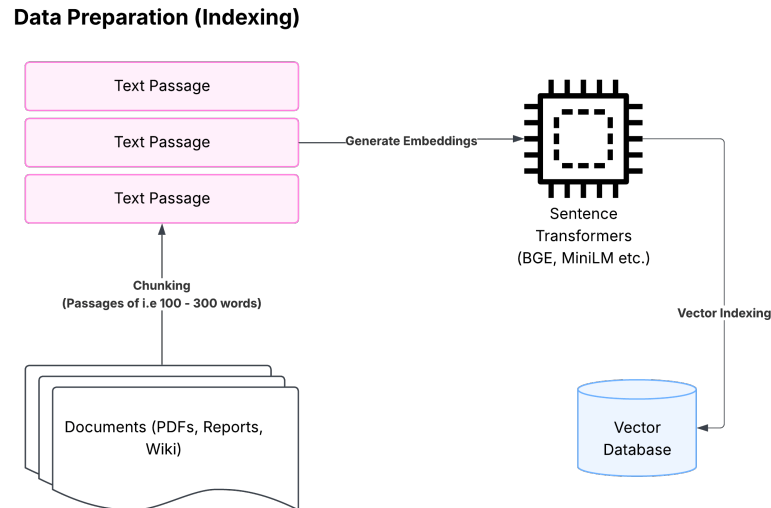 Data Preparation (Indexing)
Text Passage
Text Passage
Generate Embeddings
Text Passage
Sentence
Transformers
(BGE, MiniLM etc.)
Chunking
(Passages of i.e 100 - 300 words)
Vector Indexing
Documents (PDFs, Reports,
Wiki)
Vector
Database